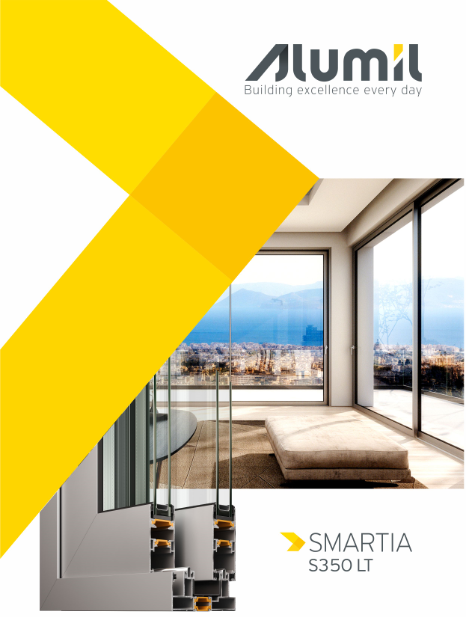 Alumil
Building excellence every day
SMARTIA
S350 LT